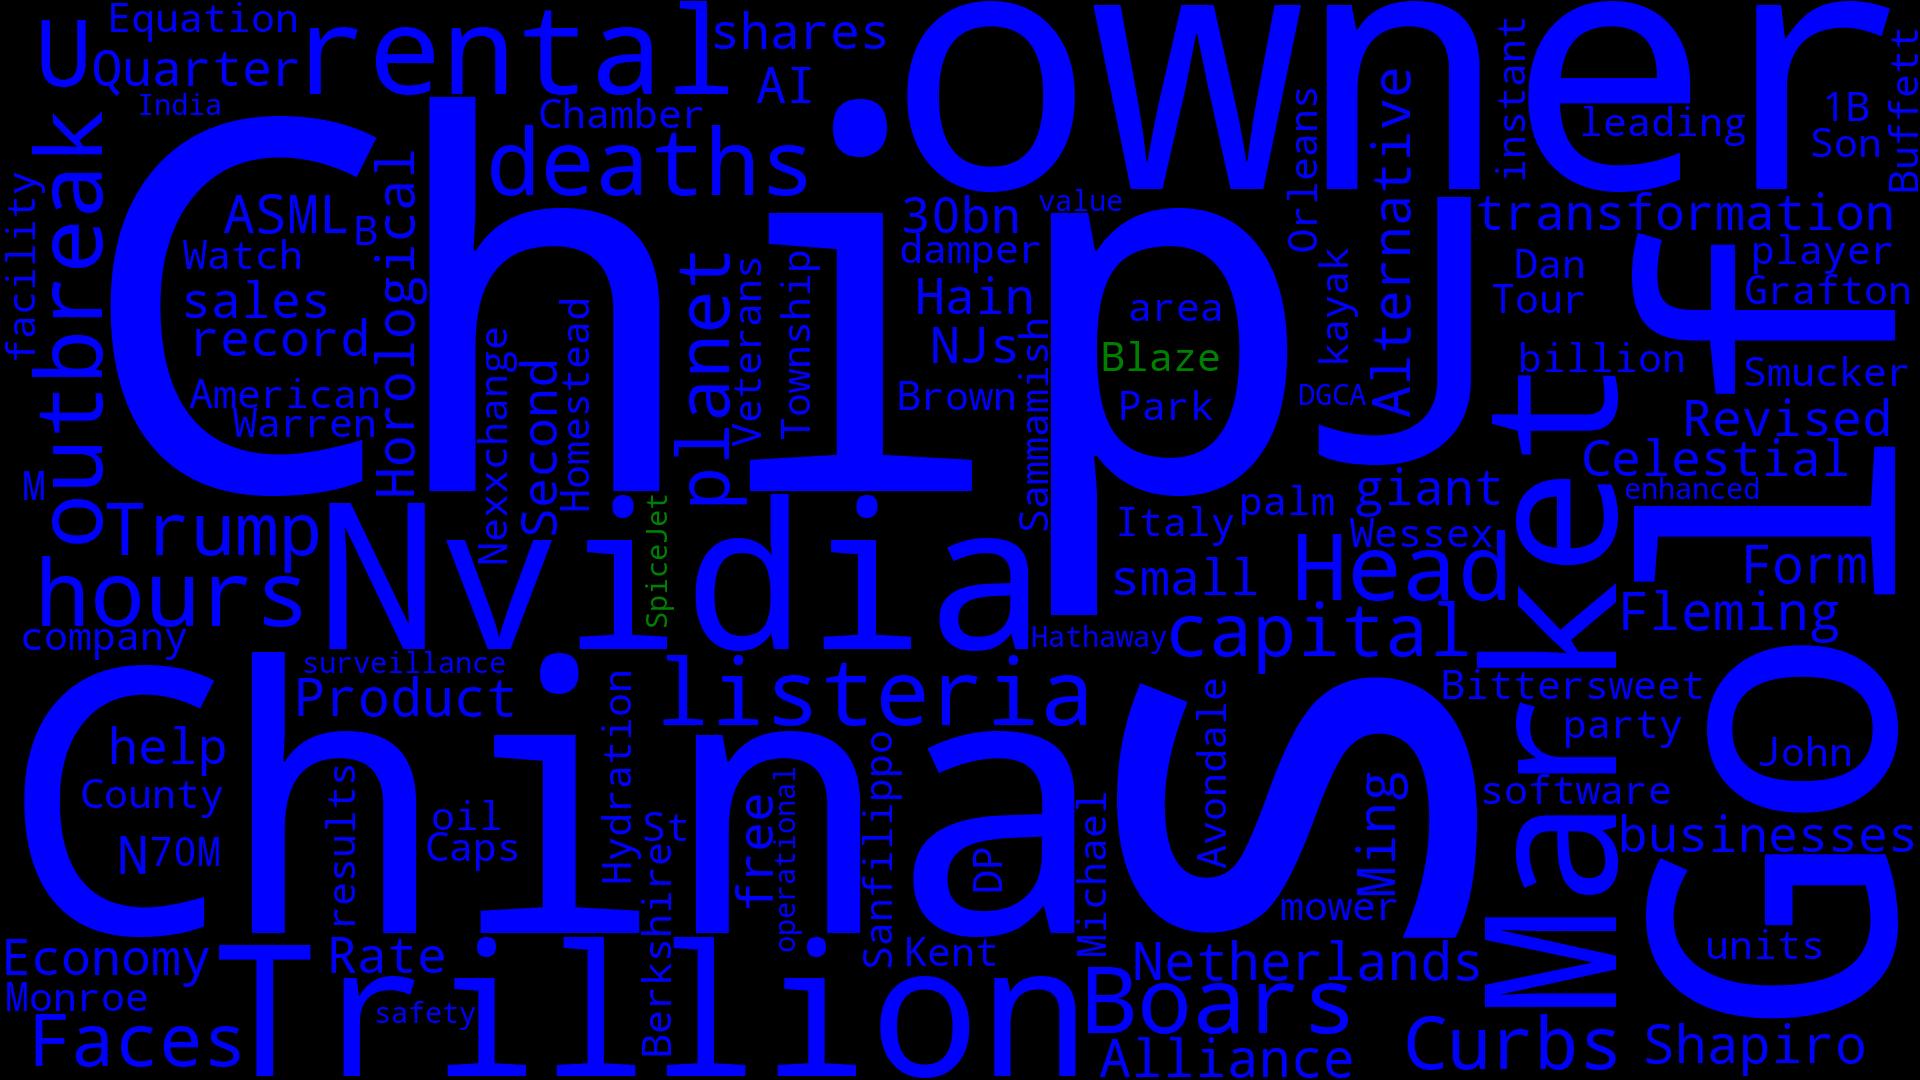 Equation
U
rental
shares
owner
Quarter
AI
India
Chamber
deaths
Chip
outbreak
facility
ASML
B
Watch
sales
record
American
Warren
Horological
Nexxchange
Second
Homestead
planet
Veterans
Township
30bn
value
damper
Hain
NJs
Brown
Sammamish
area
Blaze
Park
Orleans
kayak
DGCA
Alternative
J
instant
leading
1B
Son
Buffett
transformation
Dan
Tour
player
Grafton
billion
Smucker
Revised
Celestial
enhanced
Golf
Market
M
Trump
hours
company
Nvidia
SpiceJet
Italy
palm
giant
Wessex
small
Head
Hathaway
capital
Form
Fleming
surveillance
Product
listeria
Chinas
help
County
N70M
results
oil
Caps
Hydration
St
Berkshire
free
operational
Sanfilippo
DP
Michael
S
Avondale
Ming
mower
Bittersweet
party
software
John
businesses
units
Economy
Monroe
Faces
Trillion
Rate
safety
Kent
Boars
Netherlands
Alliance
Curbs
Shapiro